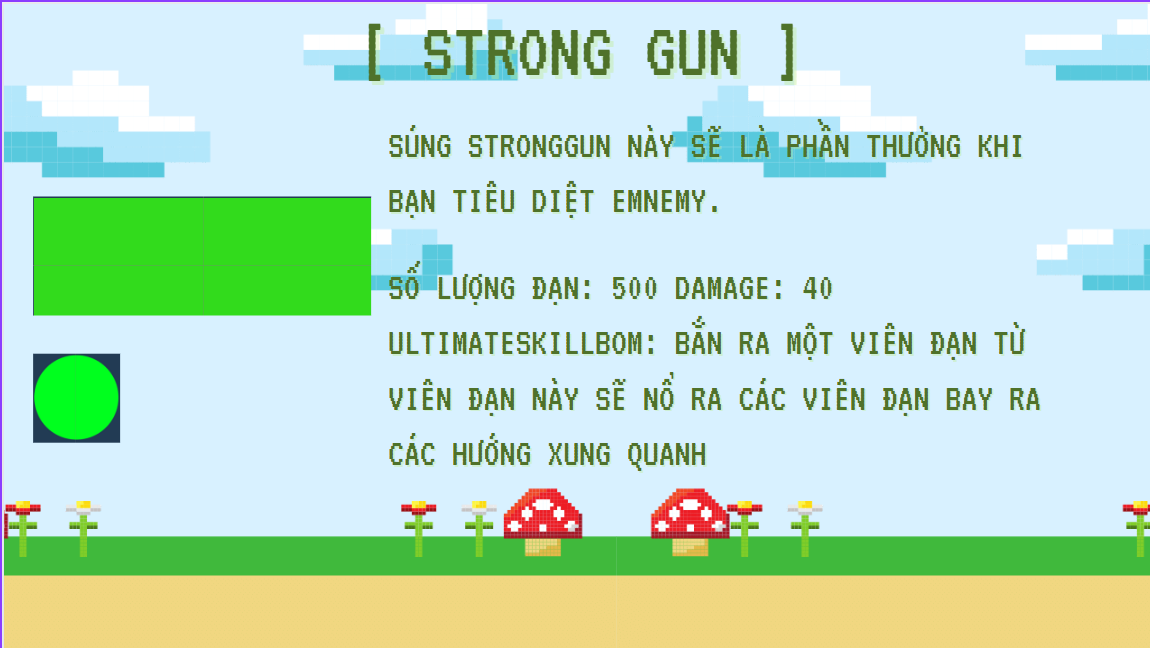 [ STRONG GUN ]
SÚNG STRONGGUN NÀY SẼ LÀ PHẦN THƯỞNG KHI
BẠN TIÊU DIỆT EMNEMY.
SỐ LƯỢNG ĐẠN: 500 DAMAGE: 40
ULTIMATESKILLBOM: BẮN RA MỘT VIÊN ĐẠN TỪ
VIÊN ĐẠN NÀY SẼ NỔ RA CÁC VIÊN ĐẠN BAY RA
CÁC HƯỚNG XUNG QUANH